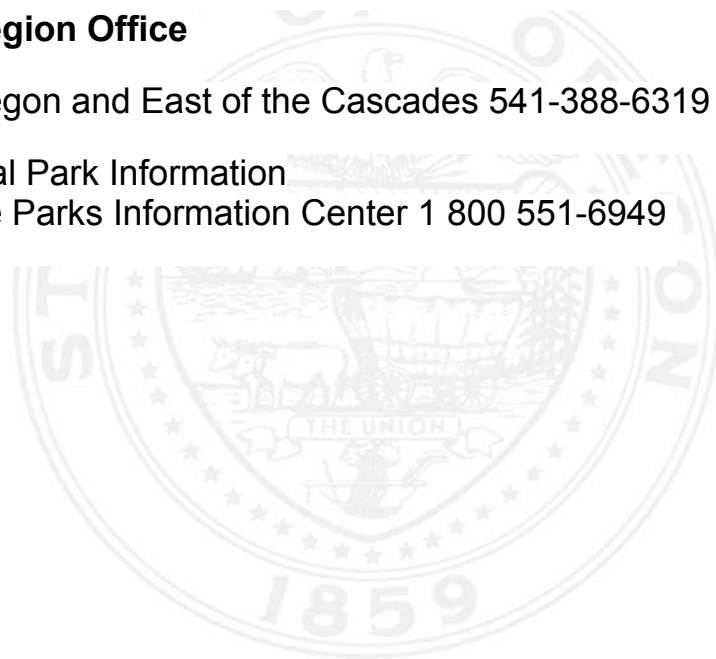 egion Office
egon and East of the Cascades 541-388-6319
al Park Information
e Parks Information Center 1 800 551-6949
THE UNION
1859